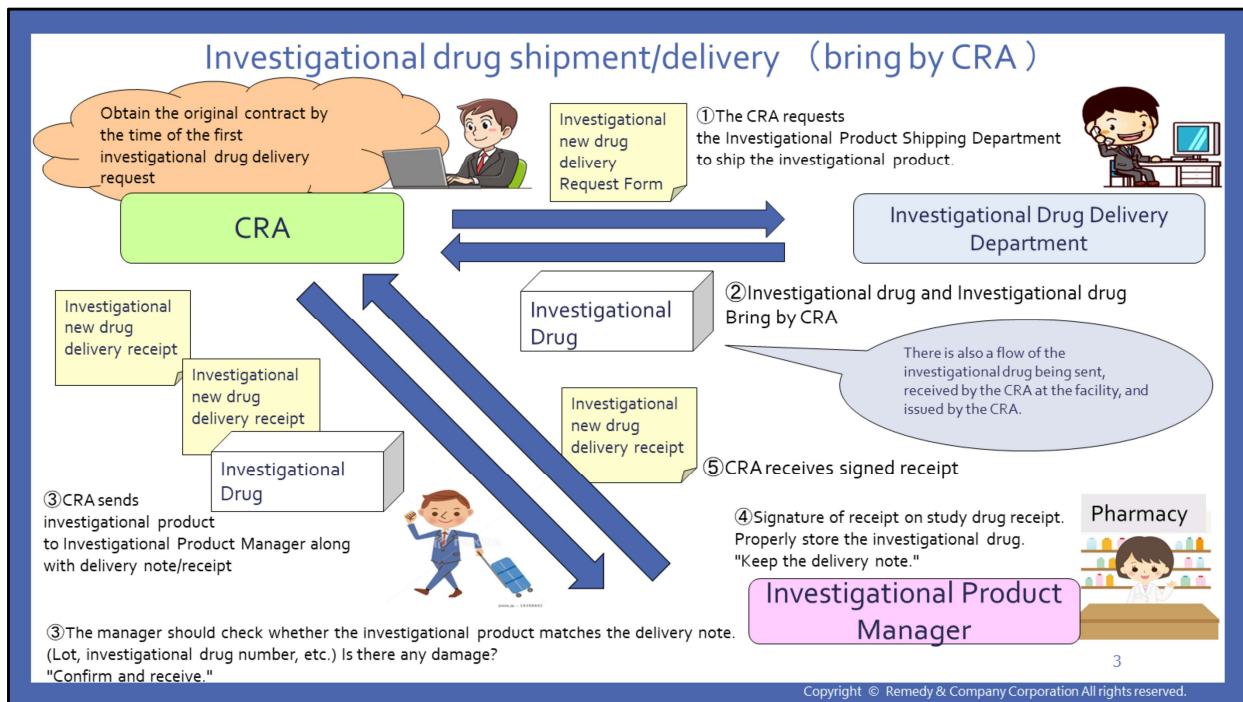 Investigational drug shipment/delivery （bring by CRA ）
Obtain the original contract by
the time of the first
investigational drug delivery
request
Investigational
new drug
delivery
Request Form
①The CRA requests
the Investigational Product Shipping Department
to ship the investigational product.
CRA
Investigational Drug Delivery
Department
Investigational
Drug
②Investigational drug and Investigational drug
Bring by CRA
There is also a flow of the
investigational drug being sent,
received by the CRA at the facility, and
issued by the CRA.
Investigational
new drug
delivery receipt
Investigational
new drug
delivery receipt
Investigational
Drug
Investigational
new drug
delivery receipt
⑤CRA receives signed receipt
③CRA sends
investigational product
to Investigational Product Manager along
with delivery note/receipt
④Signature of receipt on study drug receipt.
Properly store the investigational drug.
"Keep the delivery note."
Pharmacy
Investigational Product
Manager
③The manager should check whether the investigational product matches the delivery note.
(Lot, investigational drug number, etc.) Is there any damage?
"Confirm and receive."
3
Copyright © Remedy & Company Corporation All rights reserved.